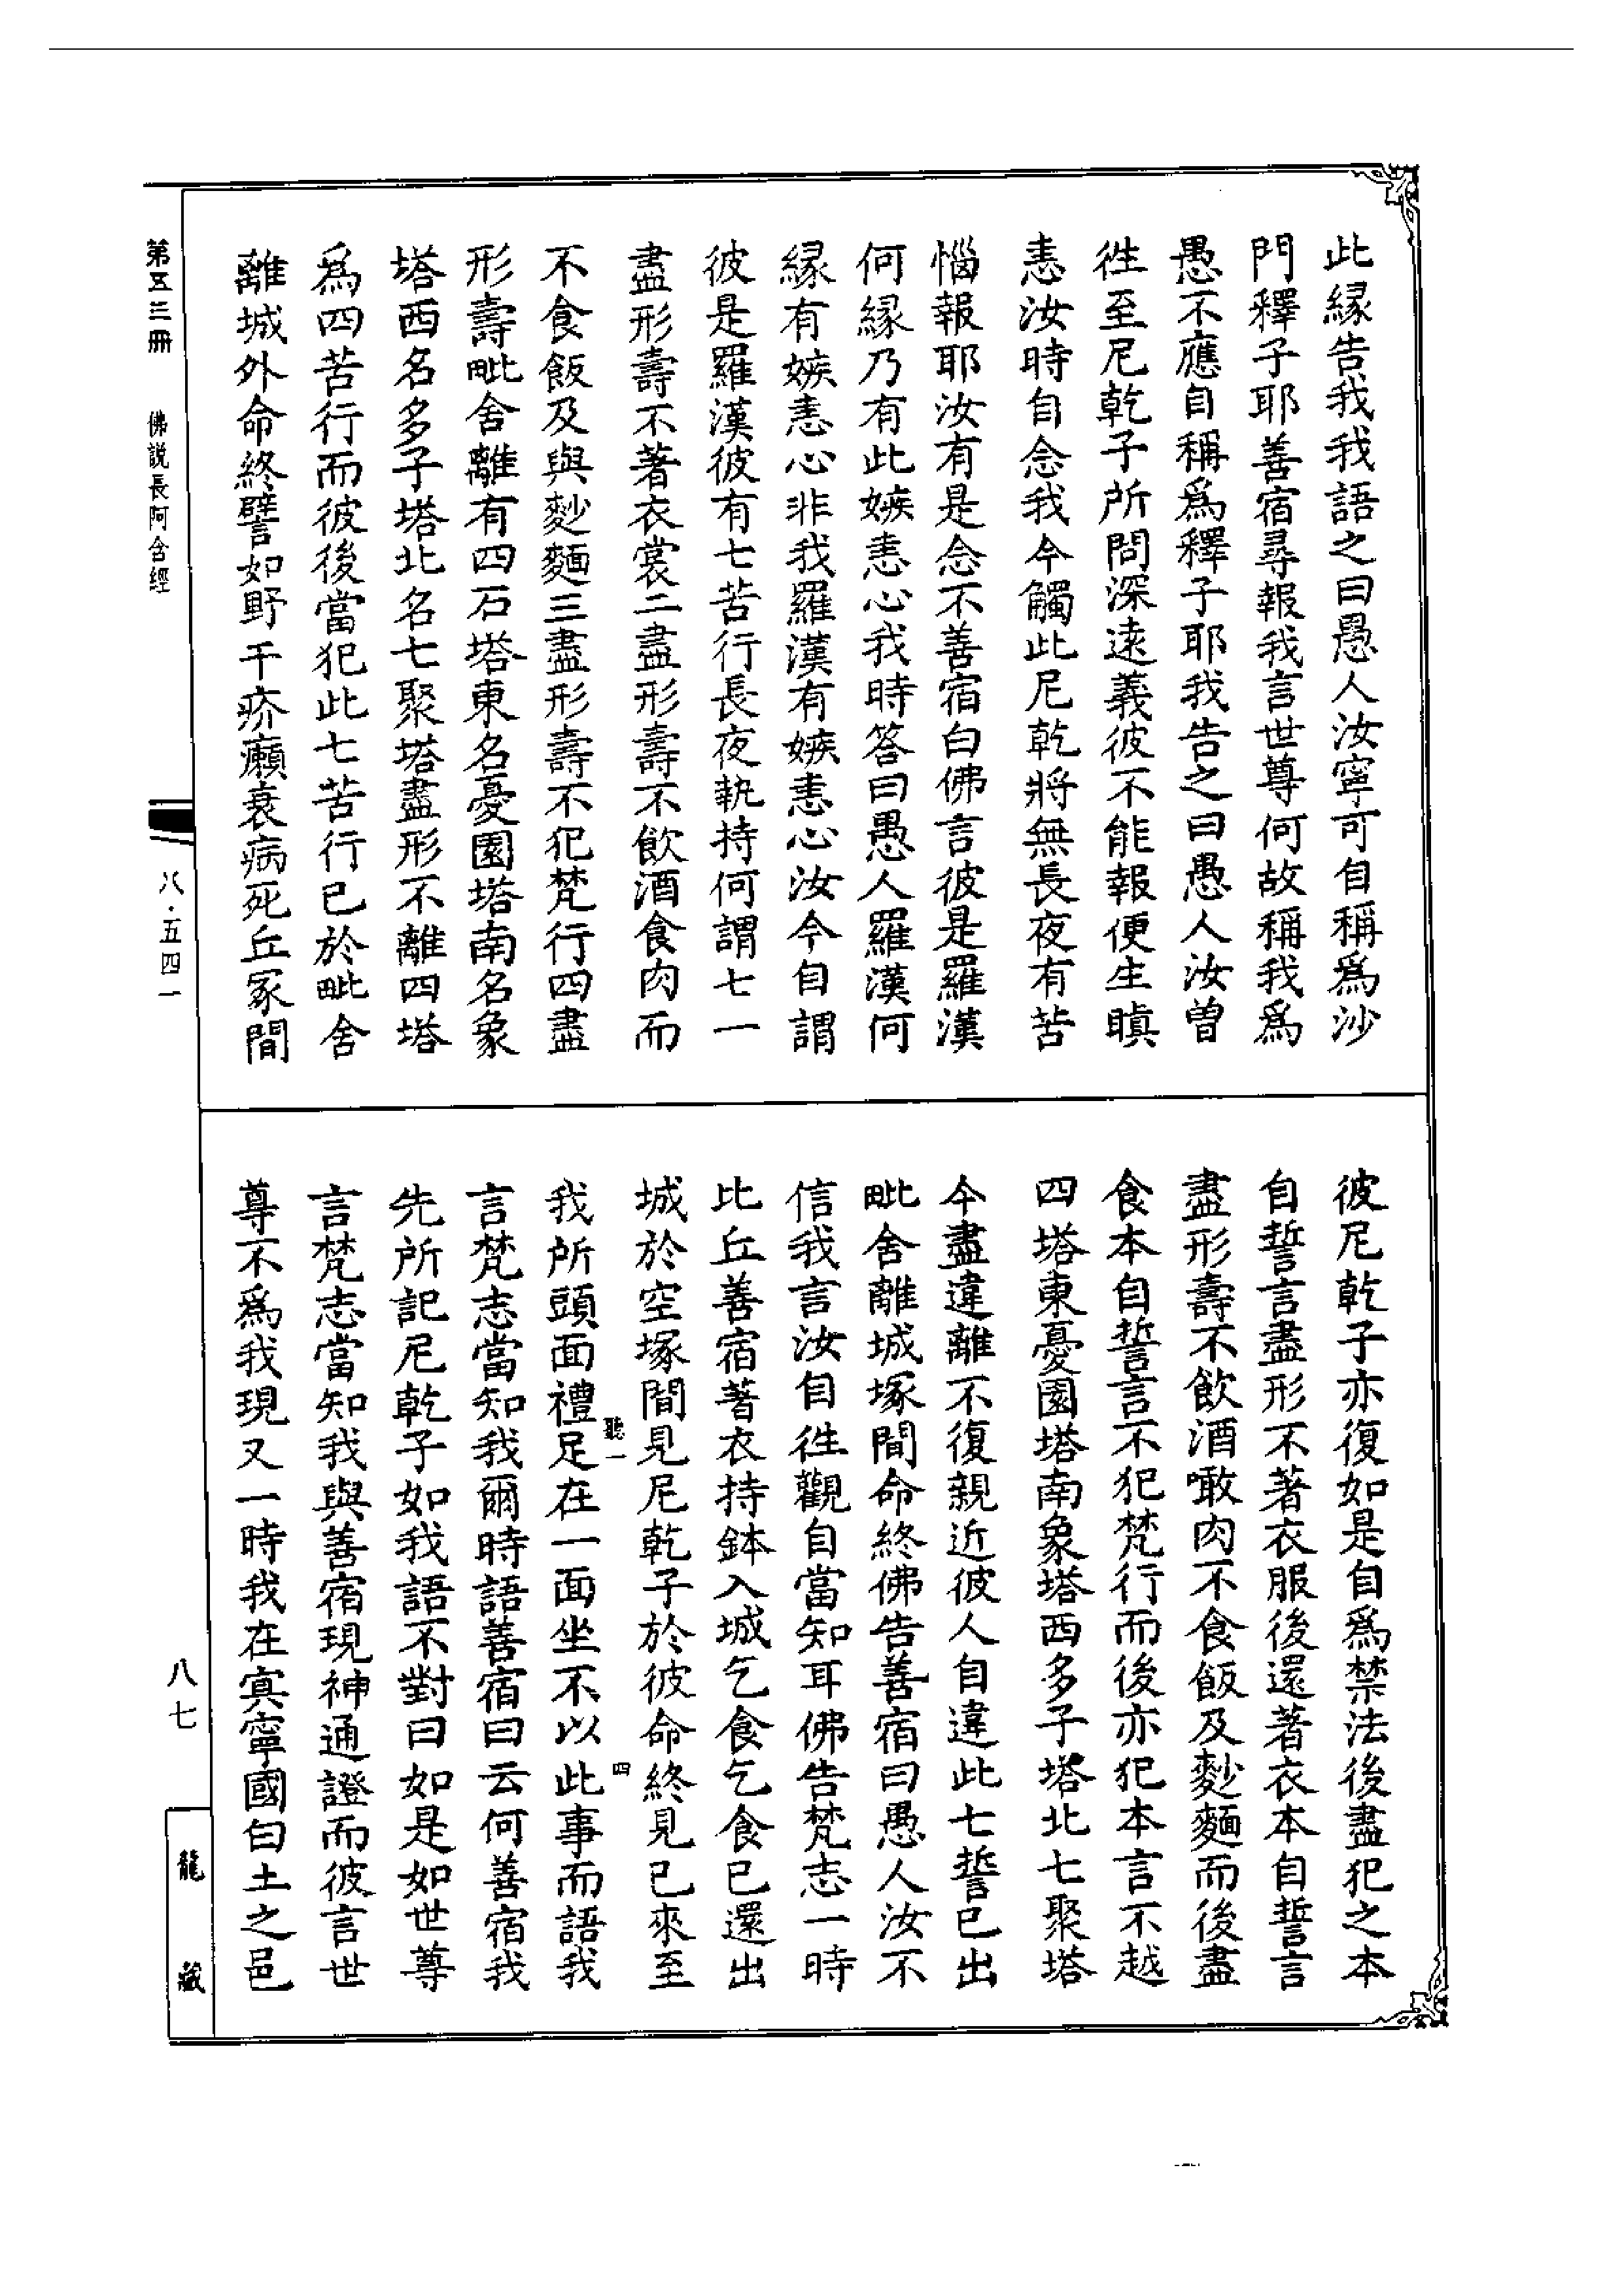 此緣告我我語之曰愚人汝寧可自稱爲沙
門釋子耶善宿尋報我言世尊何故稱我爲
愚不應自稱爲釋子耶我告之曰愚人汝曾
徃至尼乾子所問深遠義彼不能報便生瞋
恚汝時自念我今觸此尼乾將無長夜有苦
惱報耶汝有是念不善宿白佛言彼是羅漢
何緣乃有此嫉恚心我時答曰愚人羅漢何
緣有嫉恚心非我羅漢有嫉恚心汝今自謂
彼是羅漢彼有七苦行長夜執持何謂七一
盡形壽不著衣裳二盡形壽不飲酒食肉而
不食飯及與麨麵三盡形壽不犯梵行四盡
形壽毗舍離有四石塔東名憂園塔南名象
塔西名多子塔北名七聚塔盡形不離四塔
爲四苦行而彼後當犯此七苦行已於毗舍
離城外命終譬如野干疥癩衰病死丘冢間
彼尼乾子亦復如是自爲禁法後盡犯之本
自誓言盡形不著衣服後還著衣本自誓言
盡形壽不飲酒噉肉不食飯及麨麵而後盡
食本自誓言不犯梵行而後亦犯本言不越
四塔東憂園塔南象塔西多子塔北七聚塔
今盡違離不復親近彼人自違此七誓已出
毗舍離城塚間命終佛告善宿曰愚人汝不
信我言汝自徃觀自當知耳佛告梵志一時
比丘善宿著衣持鉢入城乞食乞食已還出
城於空塚間見尼乾子於彼命終見已來至
聽一
四
我所頭面禮足在一面坐不以此事而語我
言梵志當知我爾時語善宿曰云何善宿我
先所記尼乾子如我語不對曰如是如世尊
言梵志當知我與善宿現神通證而彼言世
尊不爲我現又一時我在寘寧國白土之邑
第五三冊
佛說長阿含經
八·五四一
八七
龍藏